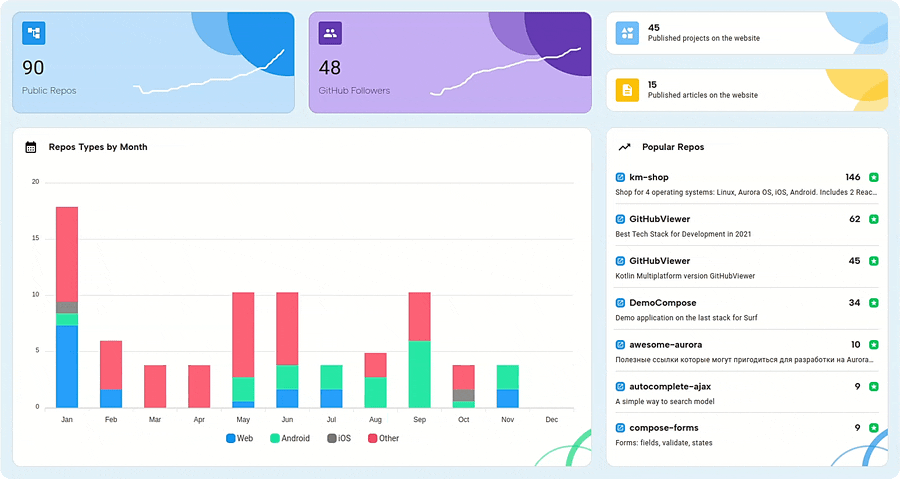 90
Public Repos
48
GitHub Followers
45
Published projects on the website
15
Published articles on the website
Repos Types by Month
20
15
10
5
0
Jan Feb Mar Apr May Jun Jul Aug Sep Oct Nov Dec
Web Android iOS Other
Popular Repos
km-shop 146
Shop for 4 operating systems: Linux, Aurora OS, iOS, Android. Includes 2 Reac...
GitHubViewer 62
Best Tech Stack for Development in 2021
GitHubViewer 45
Kotlin Multiplatform version GitHubViewer
DemoCompose 34
Demo application on the last stack for Surf
awesome-aurora 10
Полезные ссылки которые могут пригодиться для разработки на Aurora...
autocomplete-ajax 9
A simple way to search model
compose-forms 9
Forms: fields, validate, states